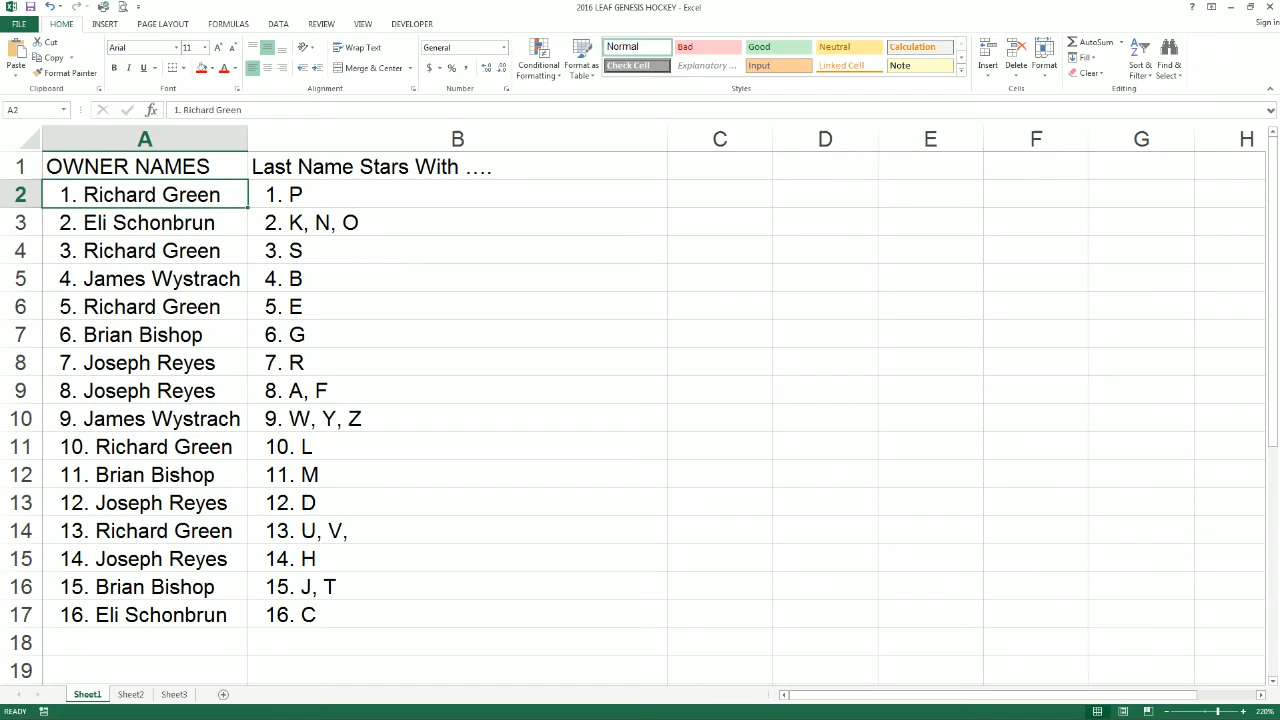 2016 LEAF GENESIS HOCKEY - Excel
Sign in
FILE HOME INSERT PAGE LAYOUT FORMULAS DATA REVIEW VIEW DEVELOPER
Paste
Cut
Copy
Format Painter
Clipboard
Arial 11
B I U A
Font
Wrap Text
Merge & Center
Alignment
General
$ % ,
Number
Conditional Formatting
Format as Table
Normal Bad Good Neutral Calculation
Check Cell Explanatory ... Input Linked Cell Note
Styles
Insert Delete Format
Cells
AutoSum
Fill
Clear
Sort & Filter
Find & Select
Editing
A2 fx 1. Richard Green
A B C D E F G H
1 OWNER NAMES Last Name Stars With ….
2 1. Richard Green 1. P
3 2. Eli Schonbrun 2. K, N, O
4 3. Richard Green 3. S
5 4. James Wystrach 4. B
6 5. Richard Green 5. E
7 6. Brian Bishop 6. G
8 7. Joseph Reyes 7. R
9 8. Joseph Reyes 8. A, F
10 9. James Wystrach 9. W, Y, Z
11 10. Richard Green 10. L
12 11. Brian Bishop 11. M
13 12. Joseph Reyes 12. D
14 13. Richard Green 13. U, V,
15 14. Joseph Reyes 14. H
16 15. Brian Bishop 15. J, T
17 16. Eli Schonbrun 16. C
18
19
Sheet1 Sheet2 Sheet3
READY
220%